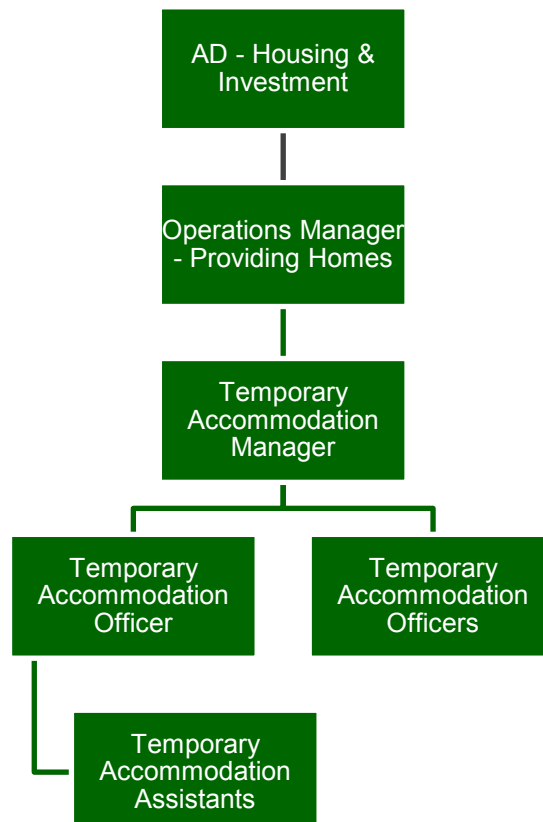 AD - Housing &
Investment
Operations Manager
- Providing Homes
Temporary
Accommodation
Manager
Temporary
Accommodation
Officer
Temporary
Accommodation
Officers
Temporary
Accommodation
Assistants